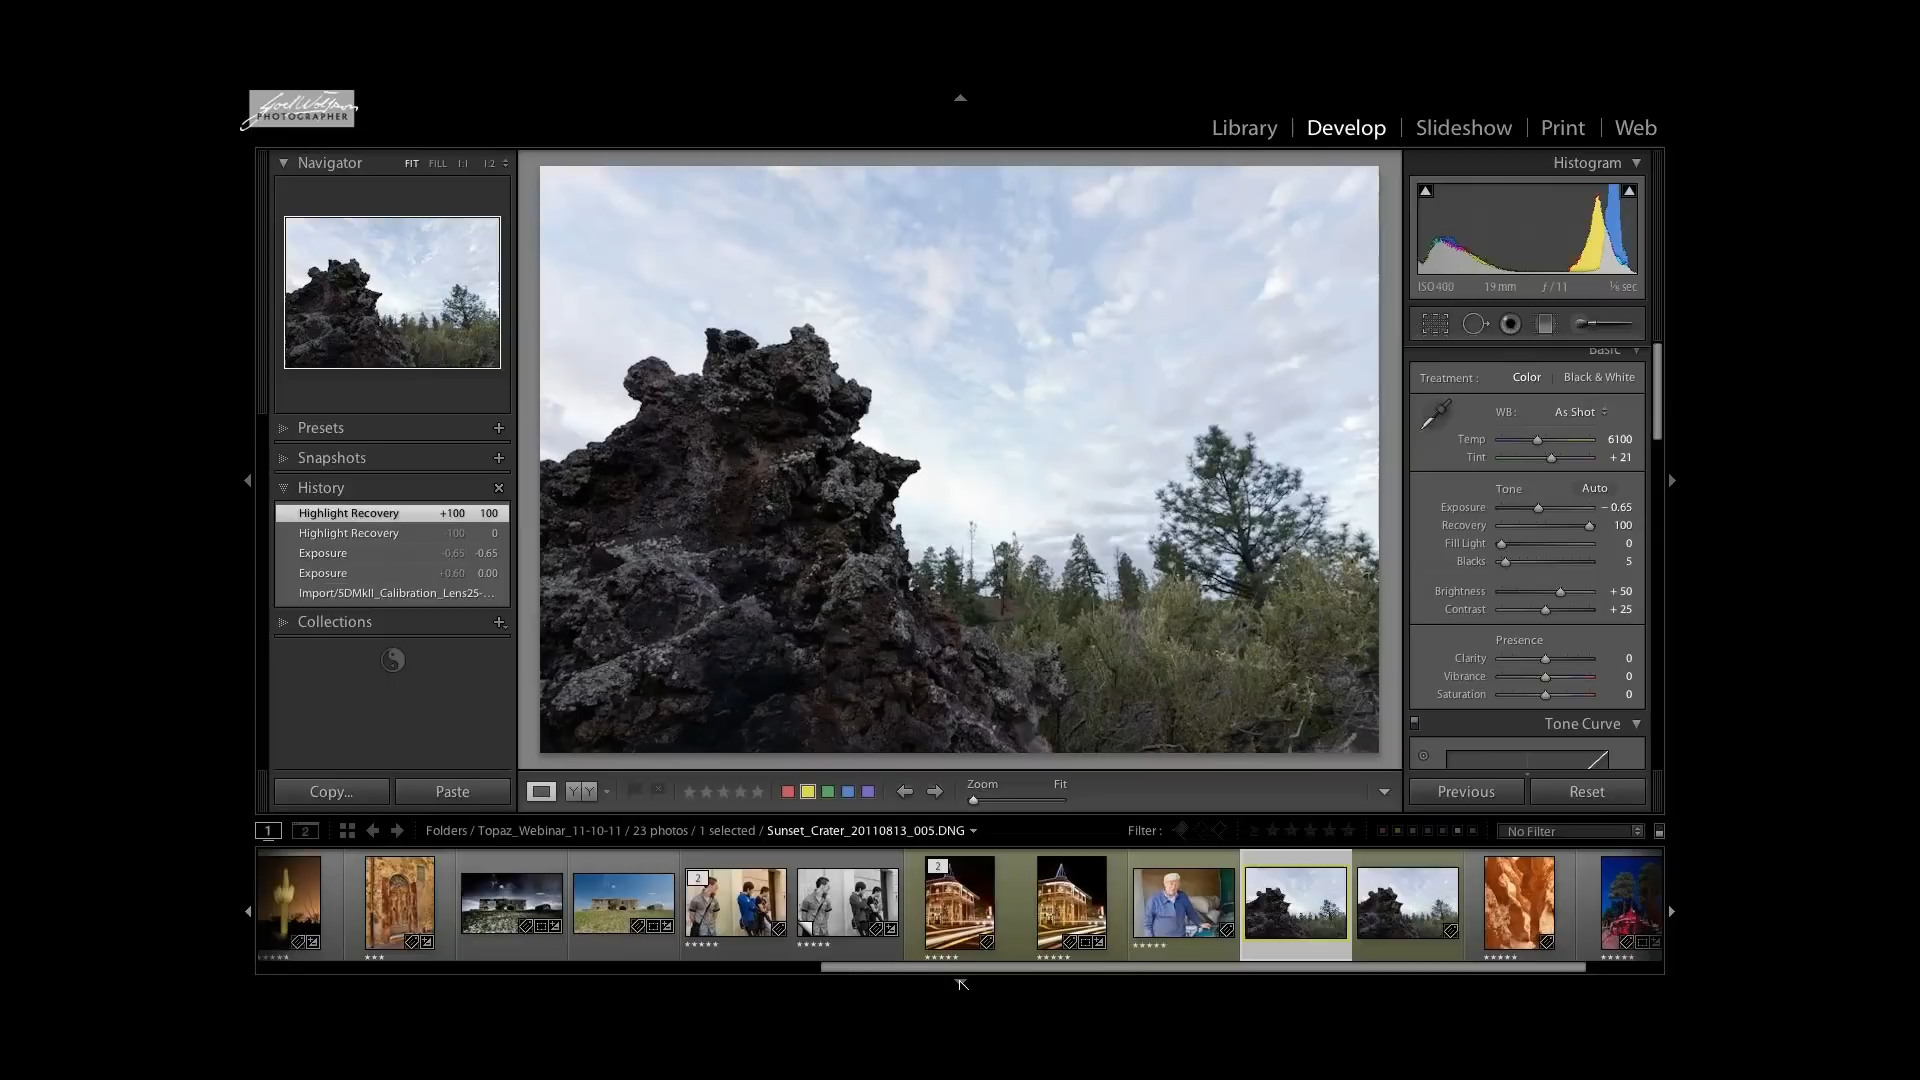 Joel Wolfson
PHOTOGRAPHER
Library | Develop | Slideshow | Print | Web
Navigator FIT FILL 1:1 1:2
Presets
Snapshots
History
Highlight Recovery +100 100
Highlight Recovery -100 0
Exposure -0.65 -0.65
Exposure +0.60 0.00
Import/5DMkII_Calibration_Lens25-...
Collections
Copy... Paste
Zoom Fit
Histogram
ISO 400 19 mm f / 11 ⅙ sec
Basic
Treatment : Color | Black & White
WB : As Shot
Temp 6100
Tint + 21
Tone Auto
Exposure − 0.65
Recovery 100
Fill Light 0
Blacks 5
Brightness + 50
Contrast + 25
Presence
Clarity 0
Vibrance 0
Saturation 0
Tone Curve
Previous Reset
1 2 Folders / Topaz_Webinar_11-10-11 / 23 photos / 1 selected / Sunset_Crater_20110813_005.DNG Filter : No Filter
2 2